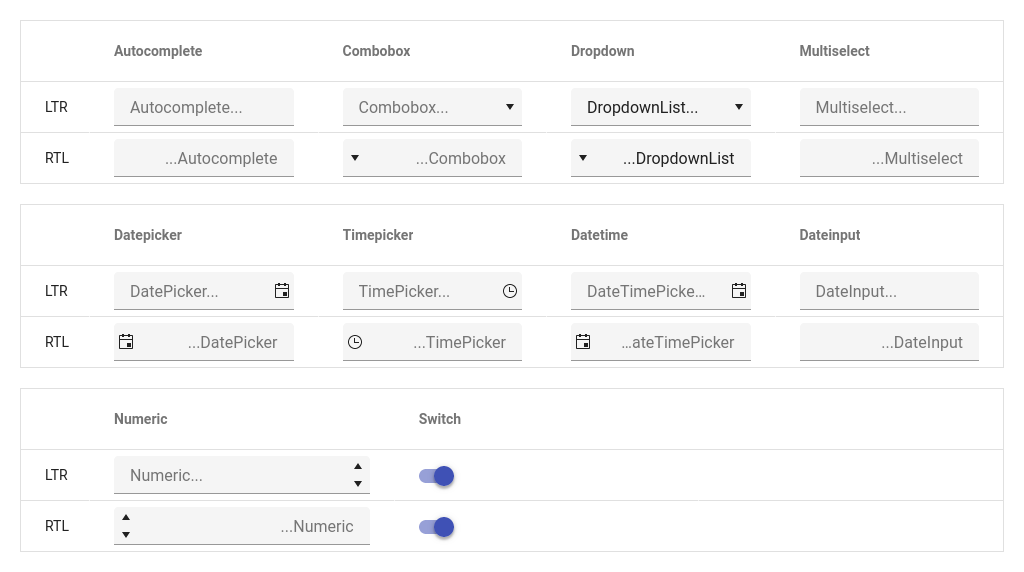 Autocomplete Combobox Dropdown Multiselect
LTR Autocomplete... Combobox... DropdownList... Multiselect...
RTL ...Autocomplete ...Combobox ...DropdownList ...Multiselect
Datepicker Timepicker Datetime Dateinput
LTR DatePicker... TimePicker... DateTimePicke… DateInput...
RTL ...DatePicker ...TimePicker …ateTimePicker ...DateInput
Numeric Switch
LTR Numeric...
RTL ...Numeric